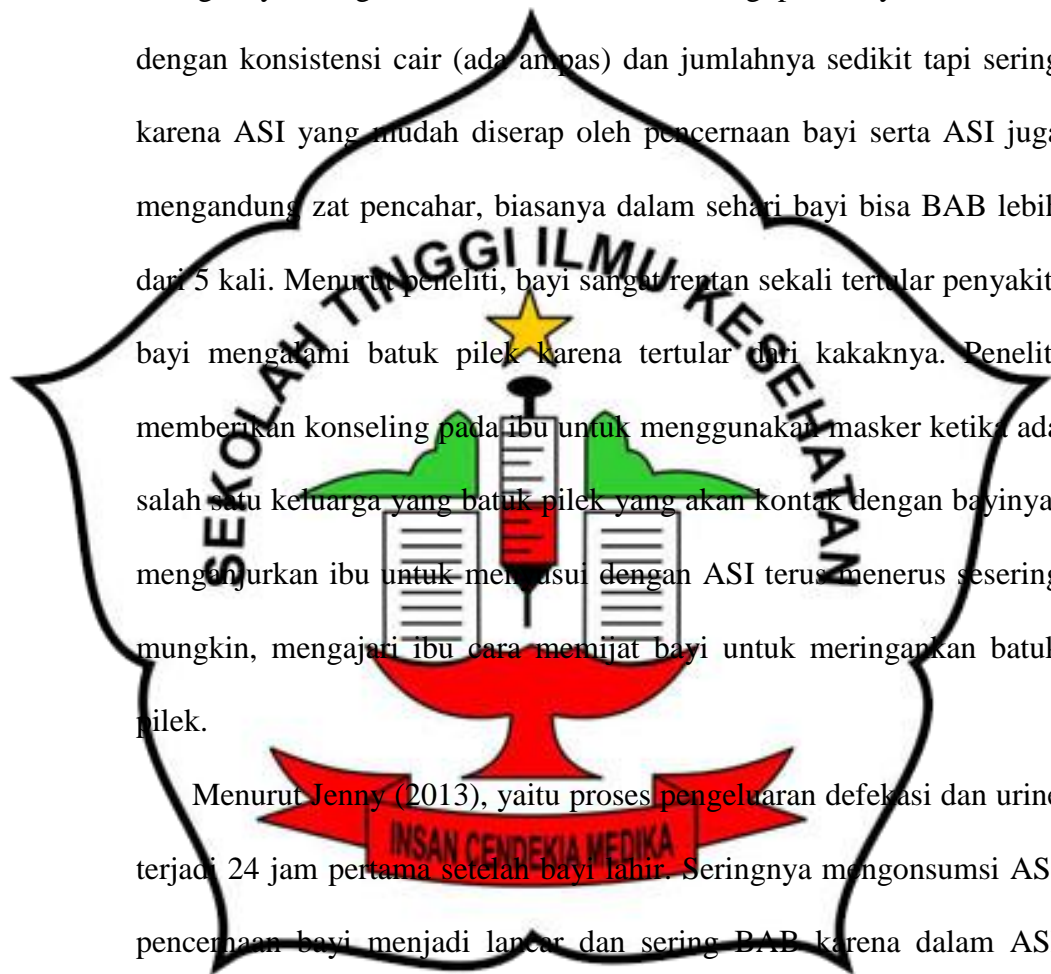 dengan konsistensi cair (ada ampas) dan jumlahnya sedikit tapi sering
karena ASI yang mudah diserap oleh pencernaan bayi serta ASI juga
mengandung zat pencahar, biasanya dalam sehari bayi bisa BAB lebih
dari 5 kali. Menurut peneliti, bayi sangat rentan sekali tertular penyakit
bayi mengalami batuk pilek karena tertular dari kakaknya. Penelit
memberikan konseling pada ibu untuk menggunakan masker ketika ada
salah satu keluarga yang batuk pilek yang akan kontak dengan bayinya
menganjurkan ibu untuk menyusui dengan ASI terus menerus sesering
mungkin, mengajari ibu cara memijat bayi untuk meringankan batuk
pilek.
Menurut Jenny (2013), yaitu proses pengeluaran defekasi dan urine
terjadi 24 jam pertama setelah bayi lahir. Seringnya mengonsumsi AS
pencernaan bayi menjadi lancar dan sering BAB karena dalam AS
SEKOLAH TINGGI ILMU KESEHATAN
INSAN CENDEKIA MEDIKA